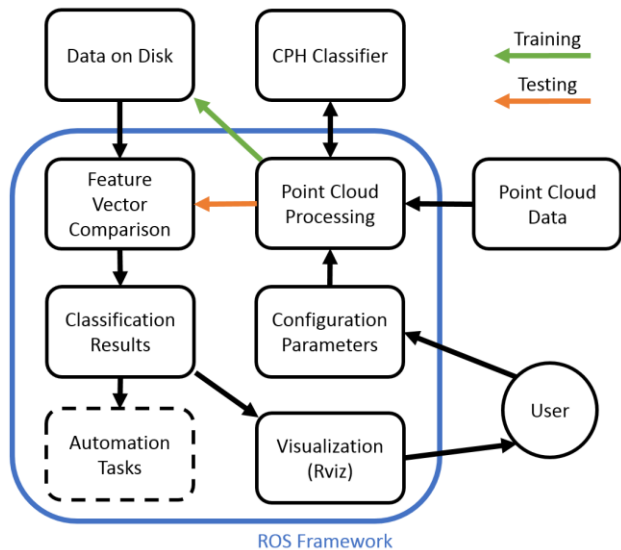 Data on Disk
CPH Classifier
Training
Testing
Feature
Vector
Comparison
Point Cloud
Processing
Point Cloud
Data
Classification
Results
Configuration
Parameters
User
Automation
Tasks
Visualization
(Rviz)
ROS Framework